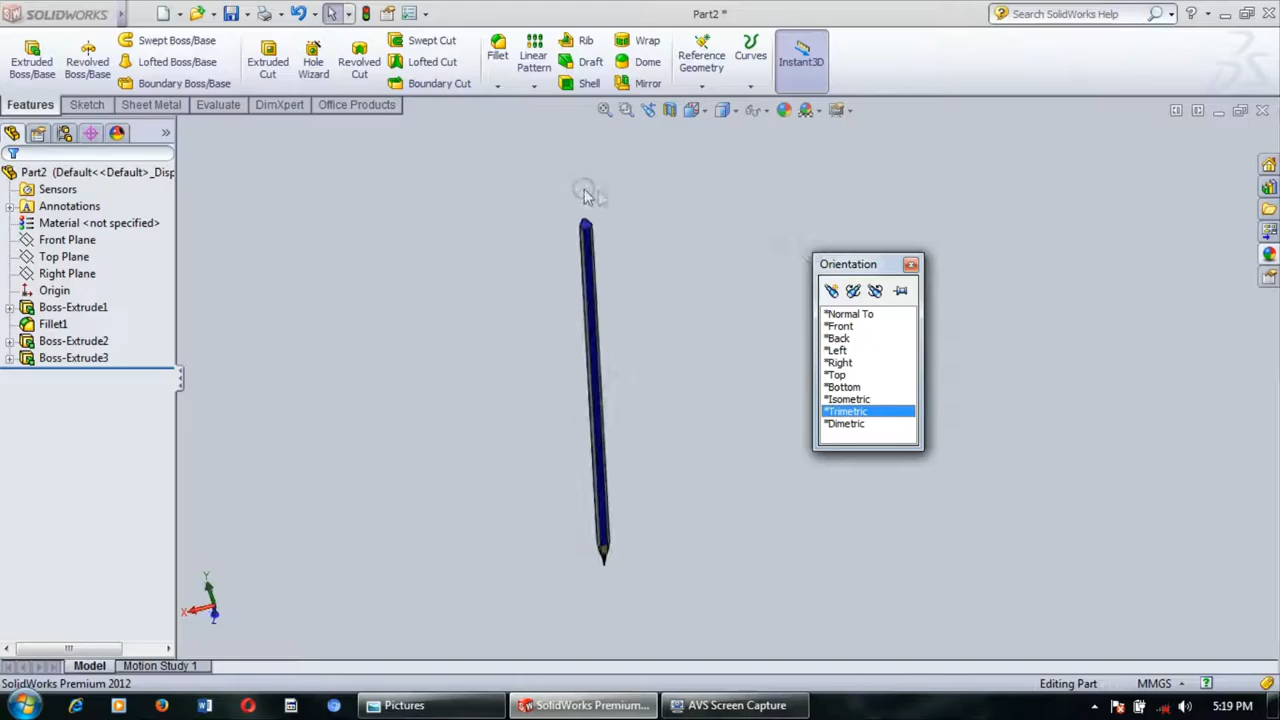 SOLIDWORKS
Part2 *
Search SolidWorks Help
Extruded Boss/Base
Revolved Boss/Base
Swept Boss/Base
Lofted Boss/Base
Boundary Boss/Base
Extruded Cut
Hole Wizard
Revolved Cut
Swept Cut
Lofted Cut
Boundary Cut
Fillet
Linear Pattern
Rib
Draft
Shell
Wrap
Dome
Mirror
Reference Geometry
Curves
Instant3D
Features
Sketch
Sheet Metal
Evaluate
DimXpert
Office Products
Part2 (Default<<Default>_Disp
Sensors
Annotations
Material <not specified>
Front Plane
Top Plane
Right Plane
Origin
Boss-Extrude1
Fillet1
Boss-Extrude2
Boss-Extrude3
Orientation
*Normal To
*Front
*Back
*Left
*Right
*Top
*Bottom
*Isometric
*Trimetric
*Dimetric
Y
X
Z
Model
Motion Study 1
SolidWorks Premium 2012
Editing Part
MMGS
Pictures
SolidWorks Premium...
AVS Screen Capture
5:19 PM